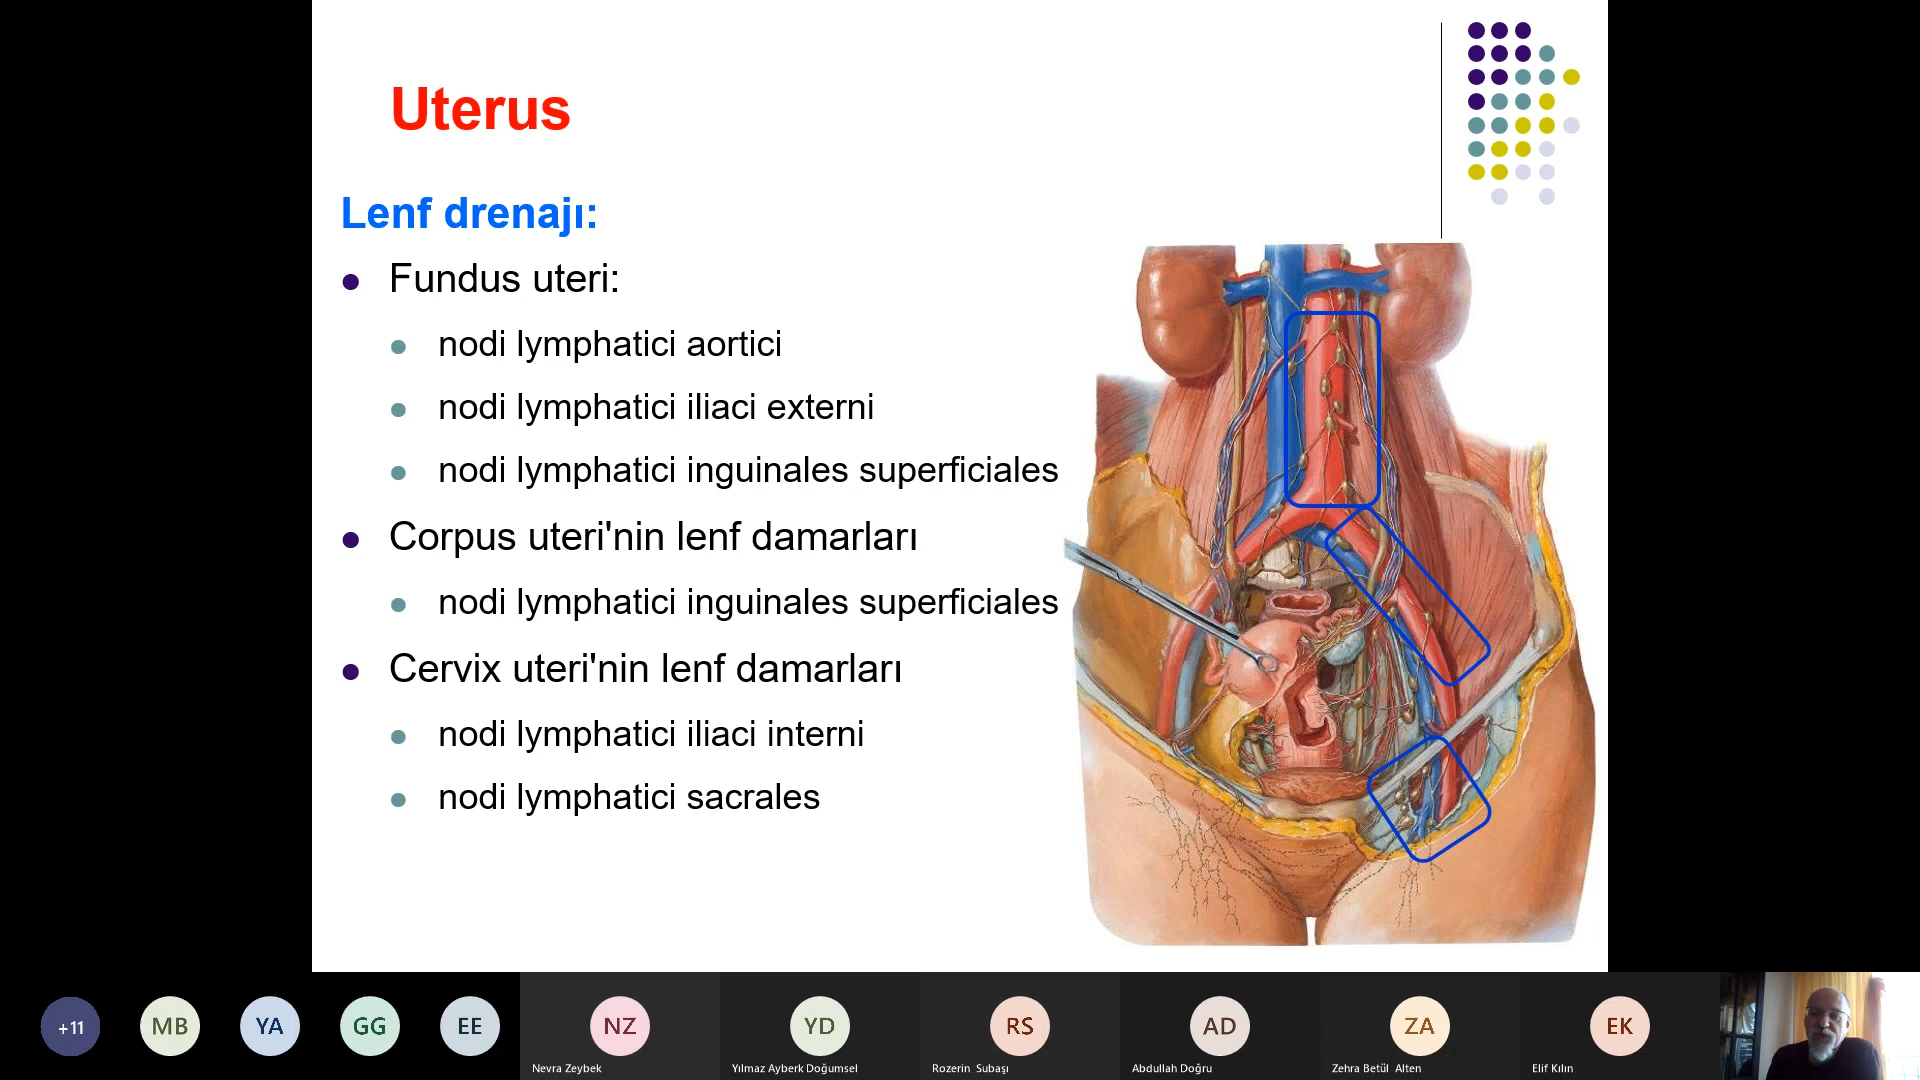 Uterus
Lenf drenajı:
Fundus uteri:
nodi lymphatici aortici
nodi lymphatici iliaci externi
nodi lymphatici inguinales superficiales
Corpus uteri'nin lenf damarları
nodi lymphatici inguinales superficiales
Cervix uteri'nin lenf damarları
nodi lymphatici iliaci interni
nodi lymphatici sacrales
+11
MB
YA
GG
EE
NZ
YD
RS
AD
ZA
EK
Nevra Zeybek
Yılmaz Ayberk Doğumsel
Rozerin Subaşı
Abdullah Doğru
Zehra Betül Alten
Elif Kılın